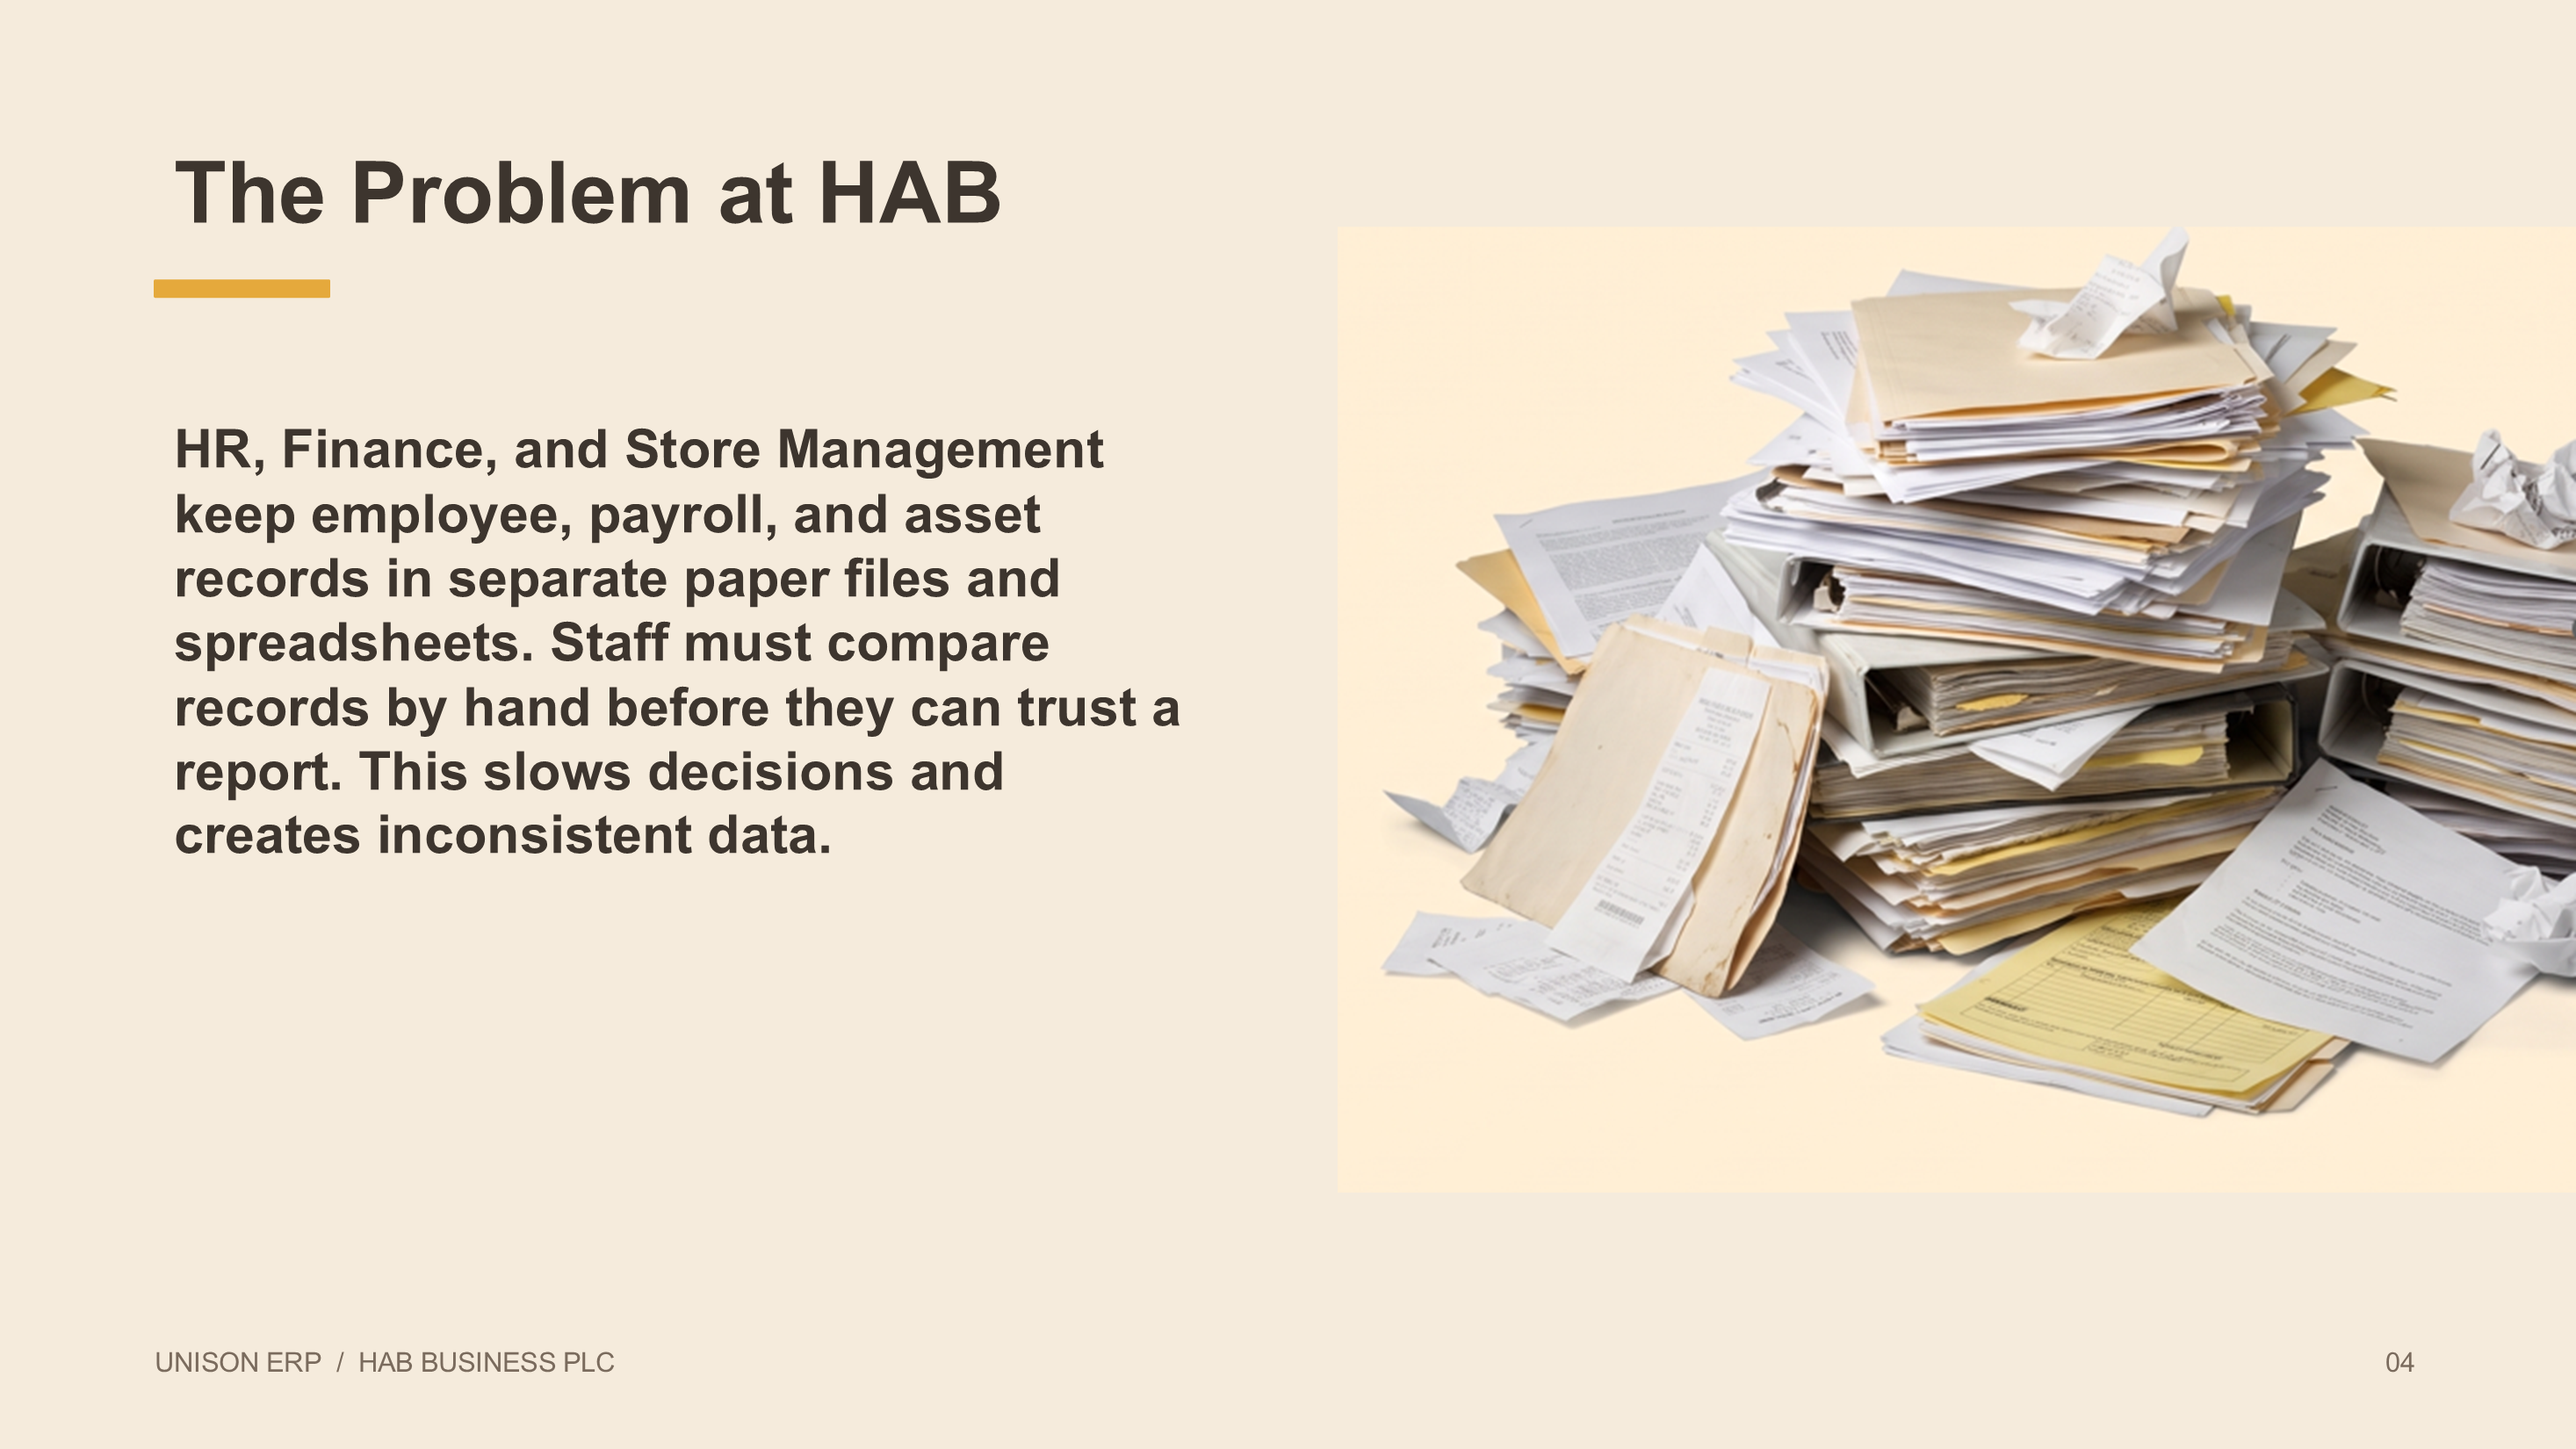 The Problem at HAB
HR, Finance, and Store Management
keep employee, payroll, and asset
records in separate paper files and
spreadsheets. Staff must compare
records by hand before they can trust a
report. This slows decisions and
creates inconsistent data.
UNISON ERP / HAB BUSINESS PLC
04